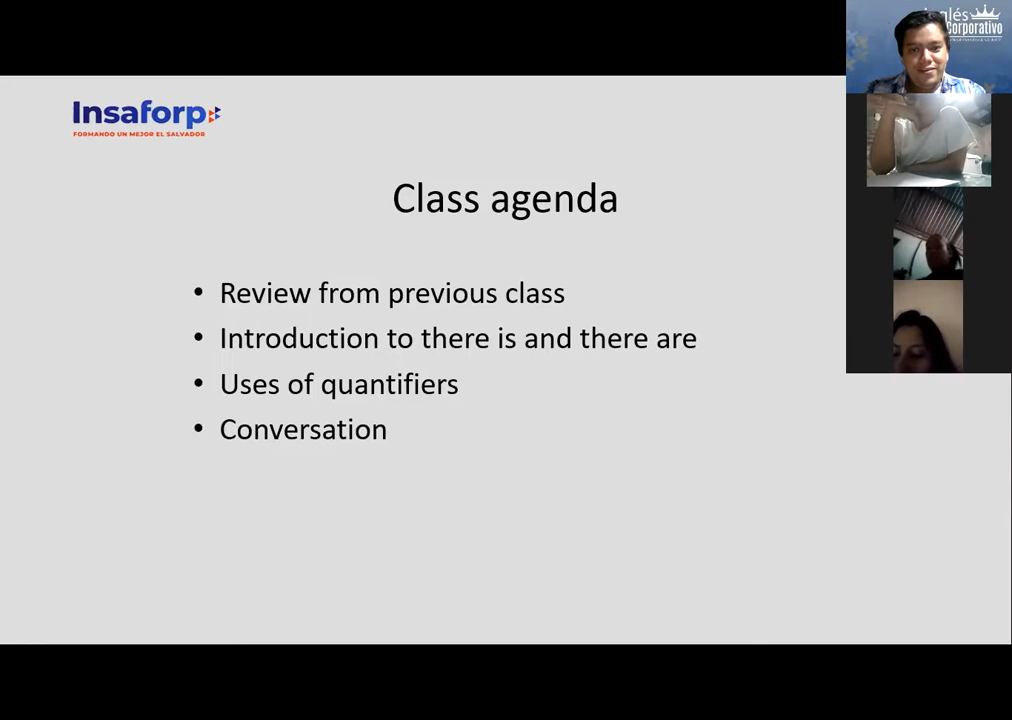 Insaforp
FORMANDO UN MEJOR EL SALVADOR
Class agenda
• Review from previous class
• Introduction to there is and there are
• Uses of quantifiers
• Conversation
Corporativo